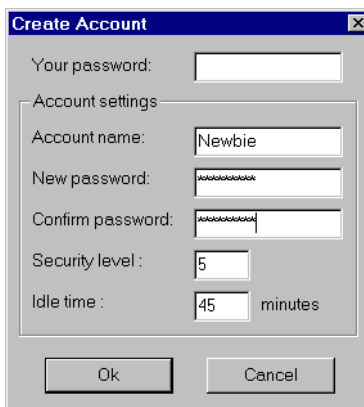 Create Account
Your password:
Account settings
Account name: Newbie
New password: *********
Confirm password: *********
Security level : 5
Idle time : 45 minutes
Ok Cancel